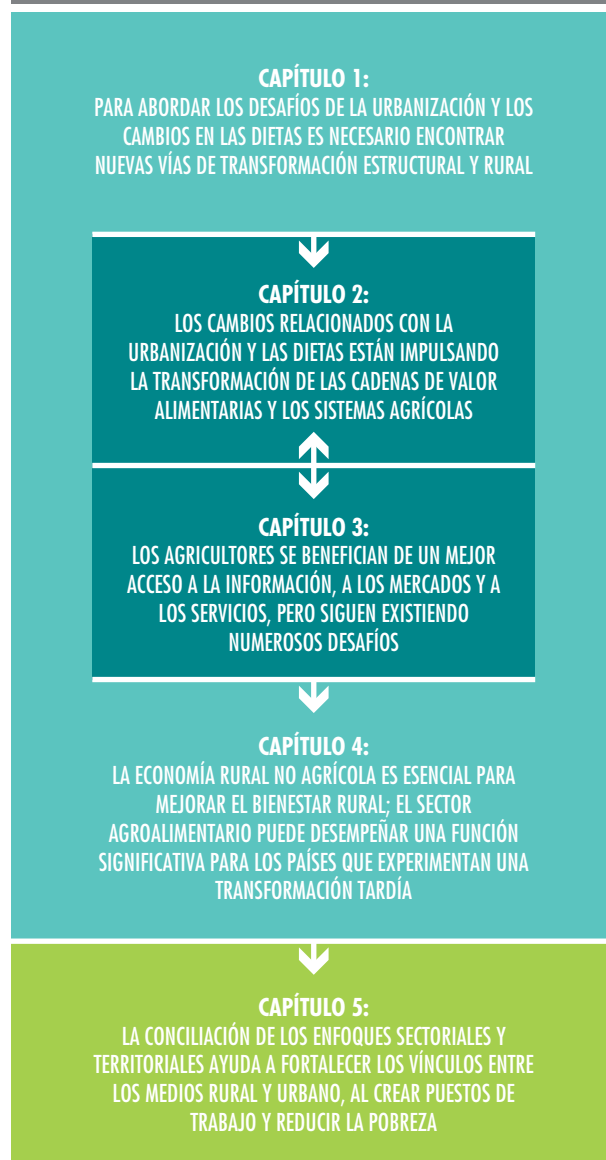 CAPÍTULO 1:
PARA ABORDAR LOS DESAFÍOS DE LA URBANIZACIÓN Y LOS
CAMBIOS EN LAS DIETAS ES NECESARIO ENCONTRAR
NUEVAS VÍAS DE TRANSFORMACIÓN ESTRUCTURAL Y RURAL
CAPÍTULO 2:
LOS CAMBIOS RELACIONADOS CON LA
URBANIZACIÓN Y LAS DIETAS ESTÁN IMPULSANDO
LA TRANSFORMACIÓN DE LAS CADENAS DE VALOR
ALIMENTARIAS Y LOS SISTEMAS AGRÍCOLAS
CAPÍTULO 3:
LOS AGRICULTORES SE BENEFICIAN DE UN MEJOR
ACCESO A LA INFORMACIÓN, A LOS MERCADOS Y A
LOS SERVICIOS, PERO SIGUEN EXISTIENDO
NUMEROSOS DESAFÍOS
CAPÍTULO 4:
LA ECONOMÍA RURAL NO AGRÍCOLA ES ESENCIAL PARA
MEJORAR EL BIENESTAR RURAL; EL SECTOR
AGROALIMENTARIO PUEDE DESEMPEÑAR UNA FUNCIÓN
SIGNIFICATIVA PARA LOS PAÍSES QUE EXPERIMENTAN UNA
TRANSFORMACIÓN TARDÍA
CAPÍTULO 5:
LA CONCILIACIÓN DE LOS ENFOQUES SECTORIALES Y
TERRITORIALES AYUDA A FORTALECER LOS VÍNCULOS ENTRE
LOS MEDIOS RURAL Y URBANO, AL CREAR PUESTOS DE
TRABAJO Y REDUCIR LA POBREZA